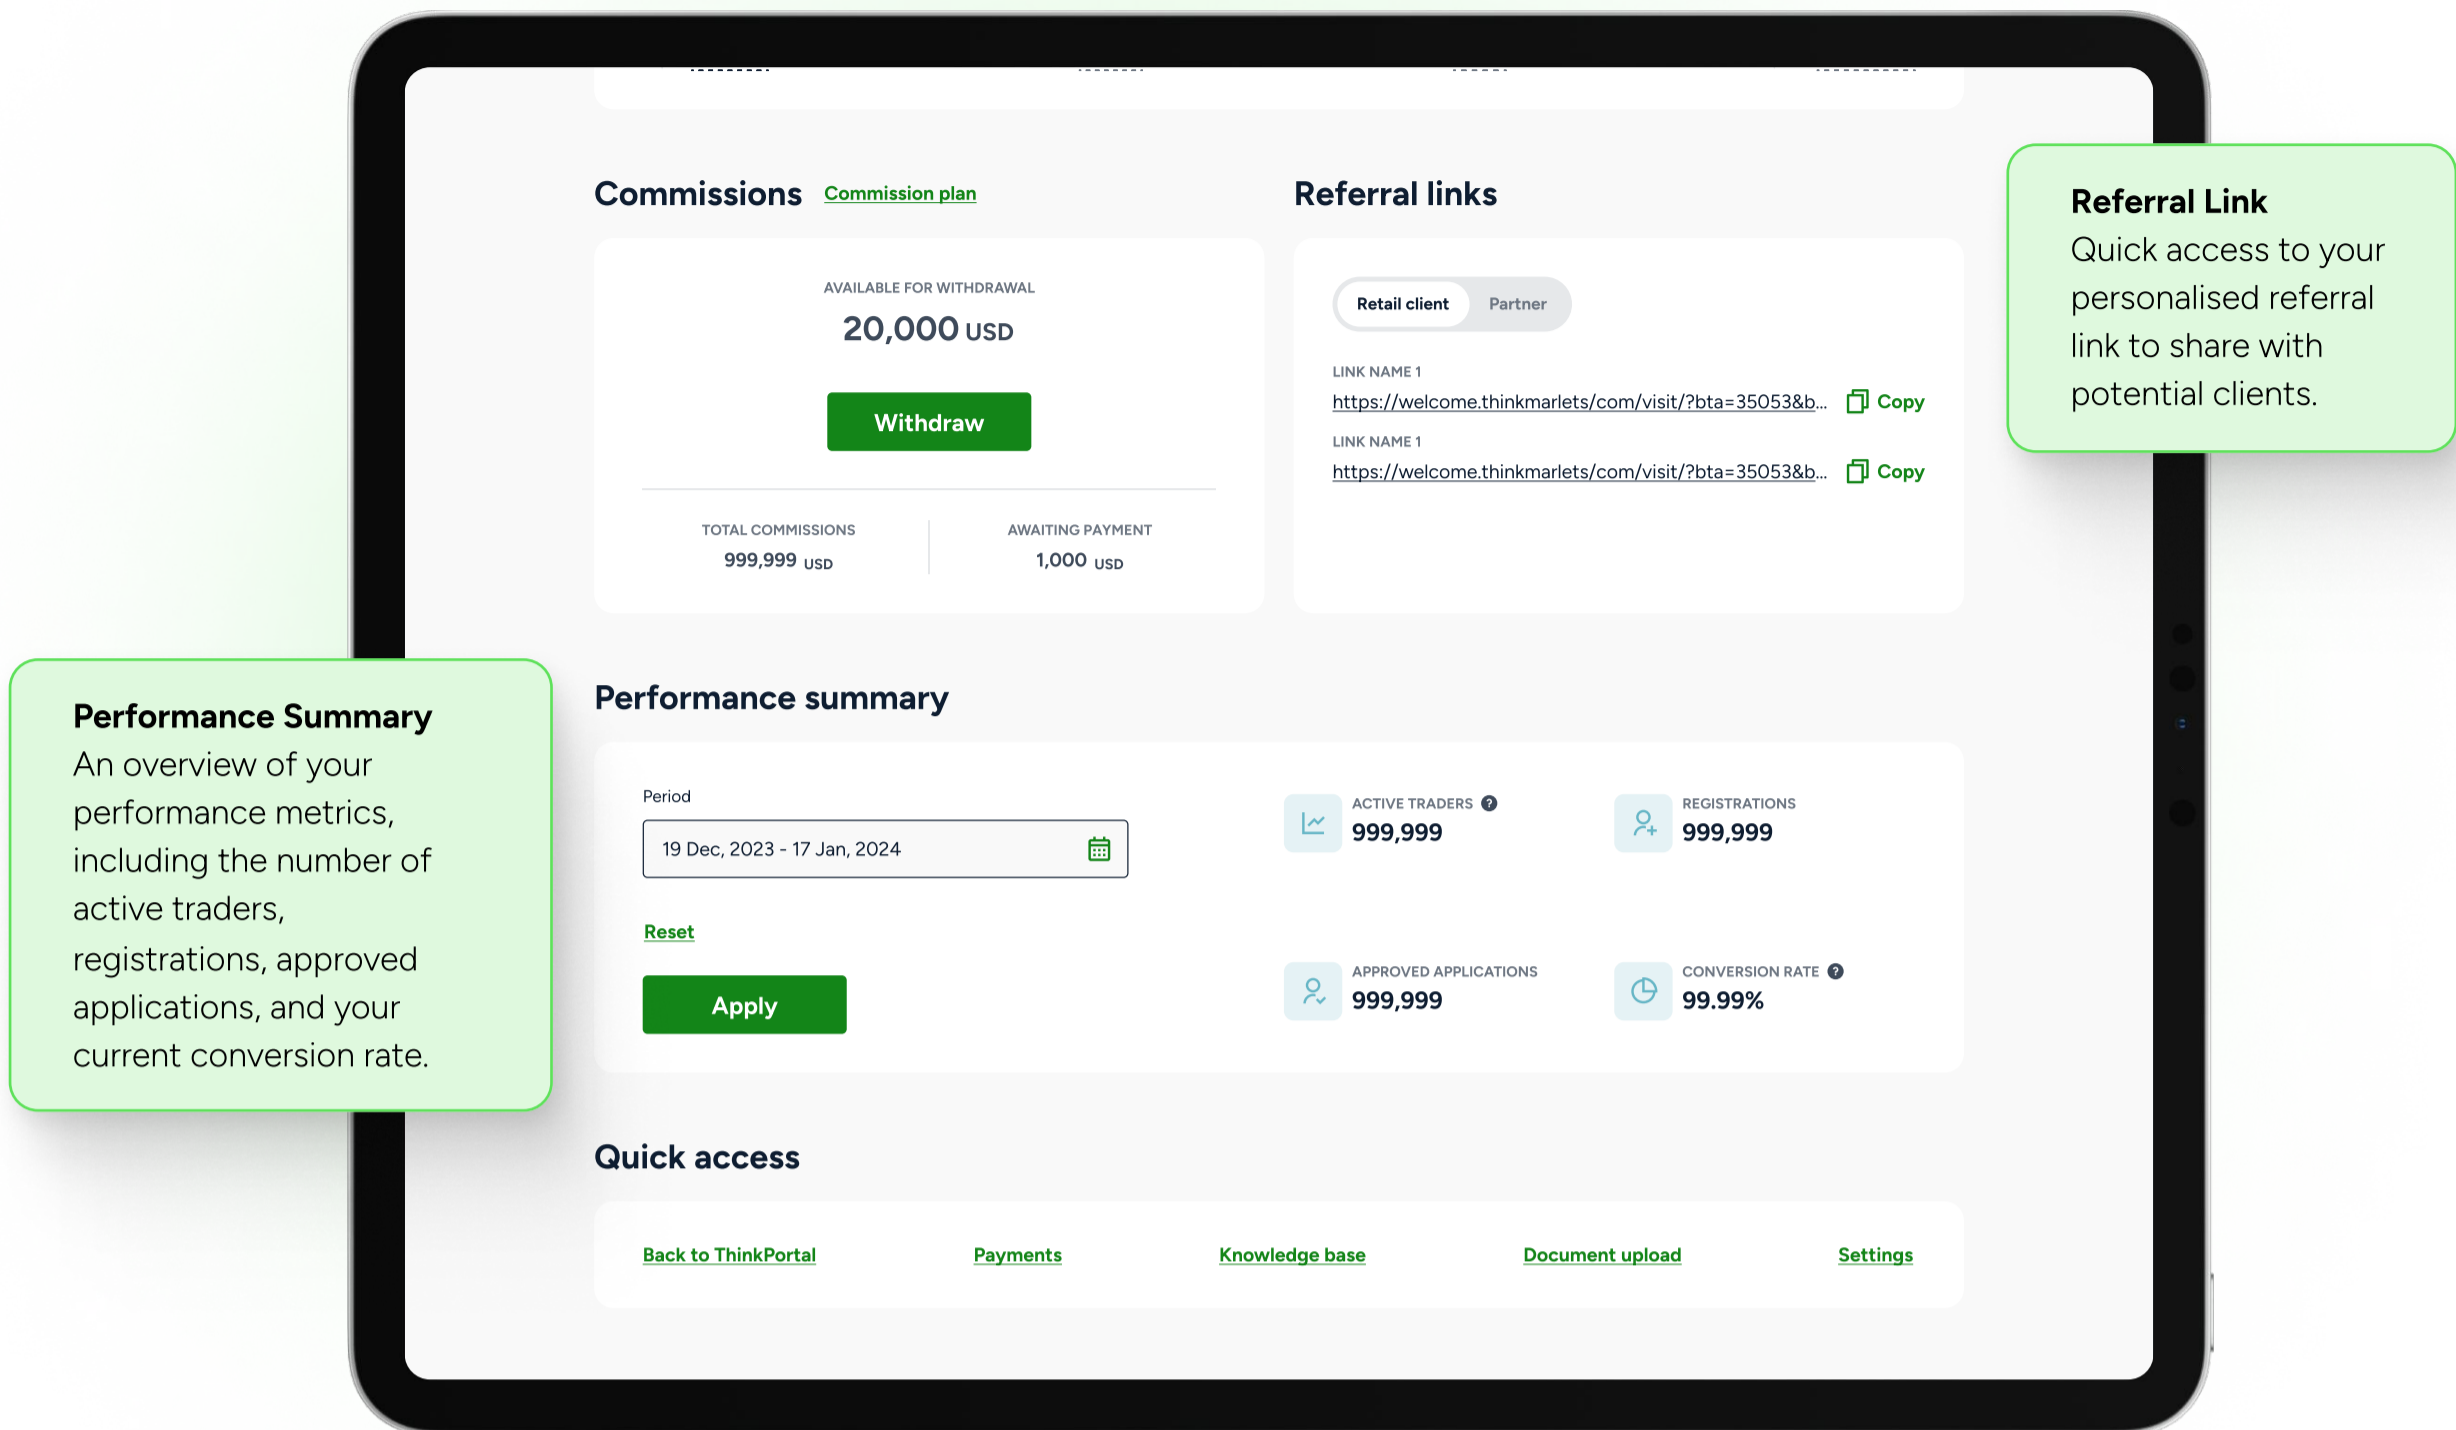 Commissions Commission plan
AVAILABLE FOR WITHDRAWAL
20,000 USD
Withdraw
TOTAL COMMISSIONS
999,999 USD
AWAITING PAYMENT
1,000 USD
Referral links
Retail client Partner
LINK NAME 1
https://welcome.thinkmarlets/com/visit/?bta=35053&b... Copy
LINK NAME 1
https://welcome.thinkmarlets/com/visit/?bta=35053&b... Copy
Referral Link
Quick access to your
personalised referral
link to share with
potential clients.
Performance Summary
An overview of your
performance metrics,
including the number of
active traders,
registrations, approved
applications, and your
current conversion rate.
Performance summary
Period
19 Dec, 2023 - 17 Jan, 2024
Reset
Apply
ACTIVE TRADERS ?
999,999
REGISTRATIONS
999,999
APPROVED APPLICATIONS
999,999
CONVERSION RATE ?
99.99%
Quick access
Back to ThinkPortal Payments Knowledge base Document upload Settings